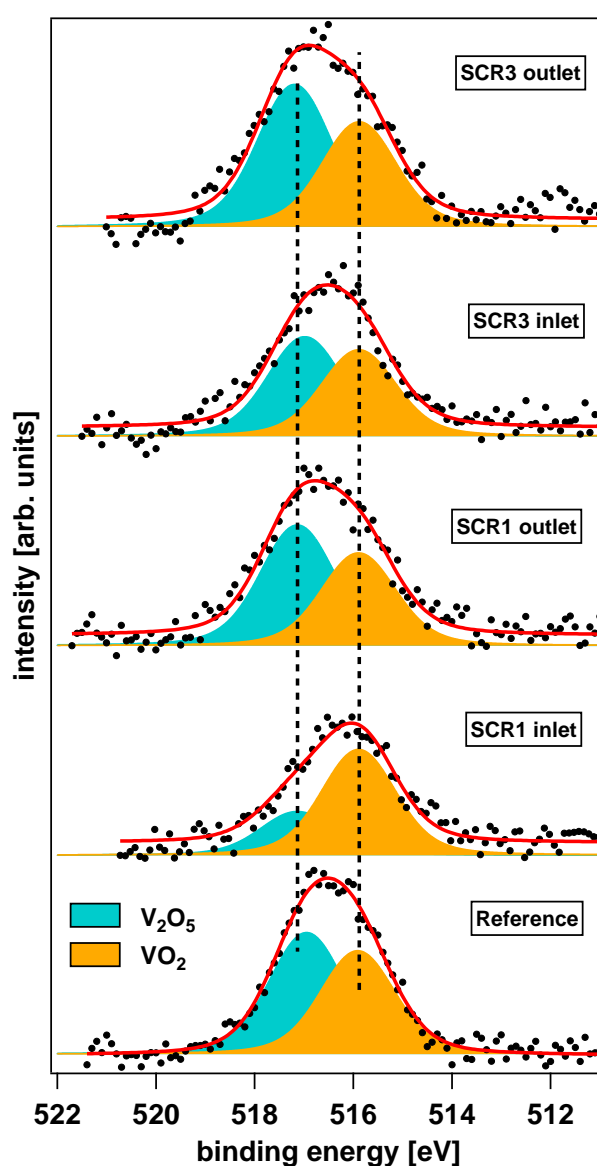 SCR3 outlet
SCR3 inlet
SCR1 outlet
SCR1 inlet
Reference
V₂O₅
VO₂
intensity [arb. units]
522 520 518 516 514 512
binding energy [eV]